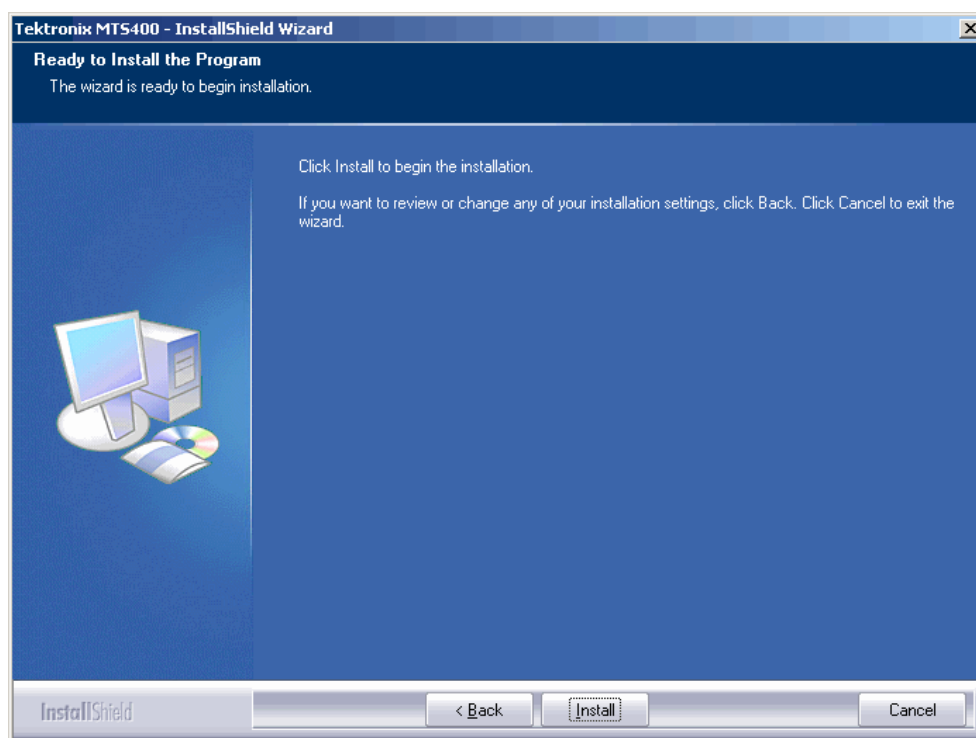 Tektronix MTS400 - InstallShield Wizard
Ready to Install the Program
The wizard is ready to begin installation.
Click Install to begin the installation.
If you want to review or change any of your installation settings, click Back. Click Cancel to exit the
wizard.
InstallShield
< Back
Install
Cancel